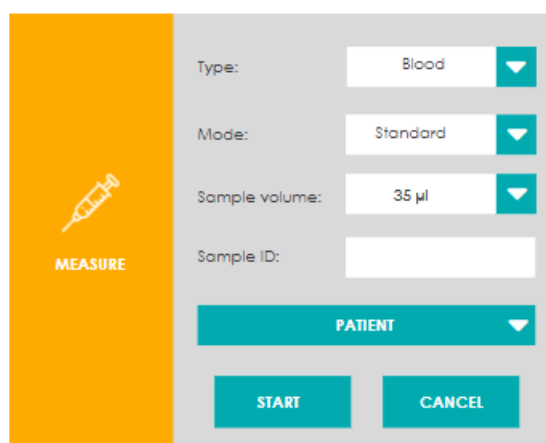 Type: Blood
Mode: Standard
Sample volume: 35 µl
MEASURE
Sample ID:
PATIENT
START CANCEL